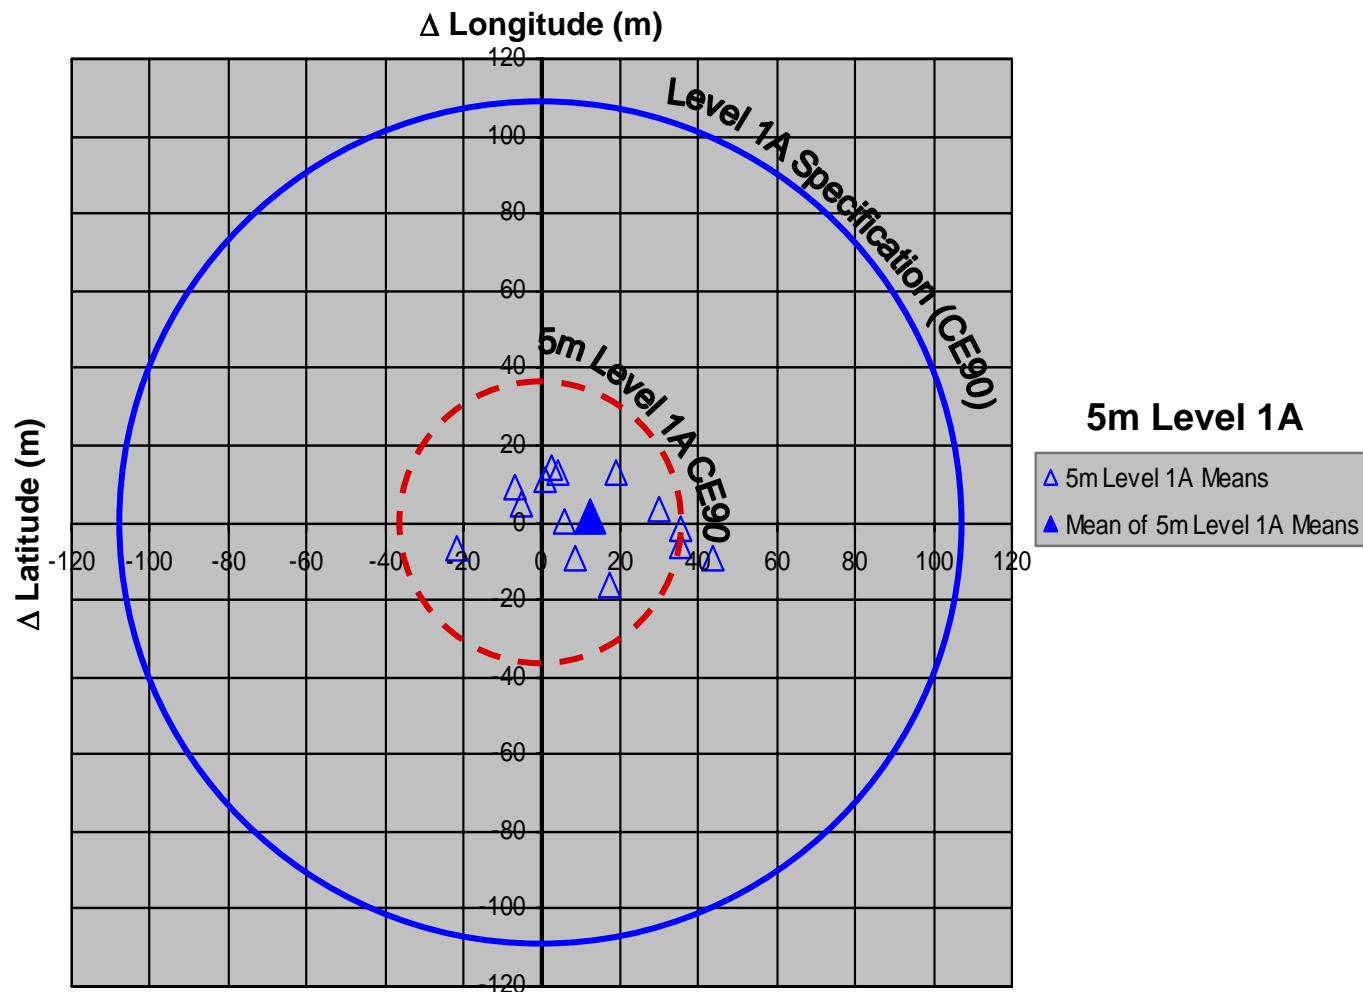 Δ Longitude (m)
120
100
80
60
40
20
0
-20
-40
-60
-80
-100
-120
-120 -100 -80 -60 -40 -20 0 20 40 60 80 100 120
Δ Latitude (m)
Level 1A Specification (CE90)
5m Level 1A CE90
5m Level 1A
5m Level 1A Means
Mean of 5m Level 1A Means